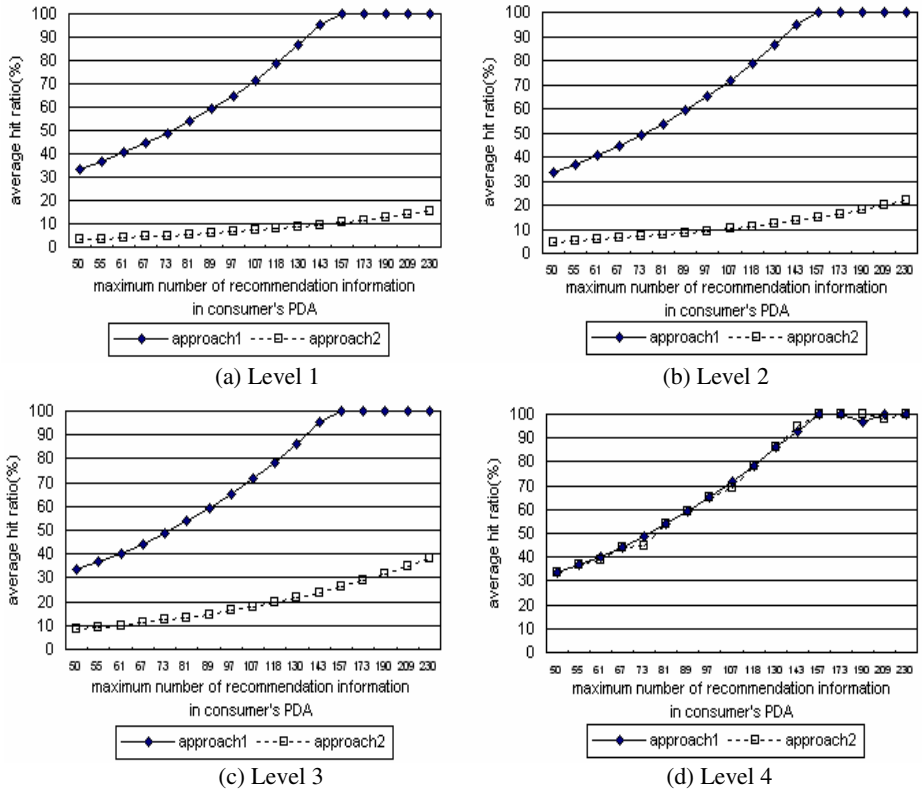 100
90
80
70
60
50
40
30
20
10
0
average hit ratio(%)
50 55 61 67 73 81 89 97 107 118 130 143 157 173 190 209 230
maximum number of recommendation information
in consumer's PDA
approach1 approach2
(a) Level 1
100
90
80
70
60
50
40
30
20
10
0
average hit ratio(%)
50 55 61 67 73 81 89 97 107 118 130 143 157 173 190 209 230
maximum number of recommendation information
in consumer's PDA
approach1 approach2
(b) Level 2
100
90
80
70
60
50
40
30
20
10
0
average hit ratio(%)
50 55 61 67 73 81 89 97 107 118 130 143 157 173 190 209 230
maximum number of recommendation information
in consumer's PDA
approach1 approach2
(c) Level 3
100
90
80
70
60
50
40
30
20
10
0
average hit ratio(%)
50 55 61 67 73 81 89 97 107 118 130 143 157 173 190 209 230
maximum number of recommendation information
in consumer's PDA
approach1 approach2
(d) Level 4